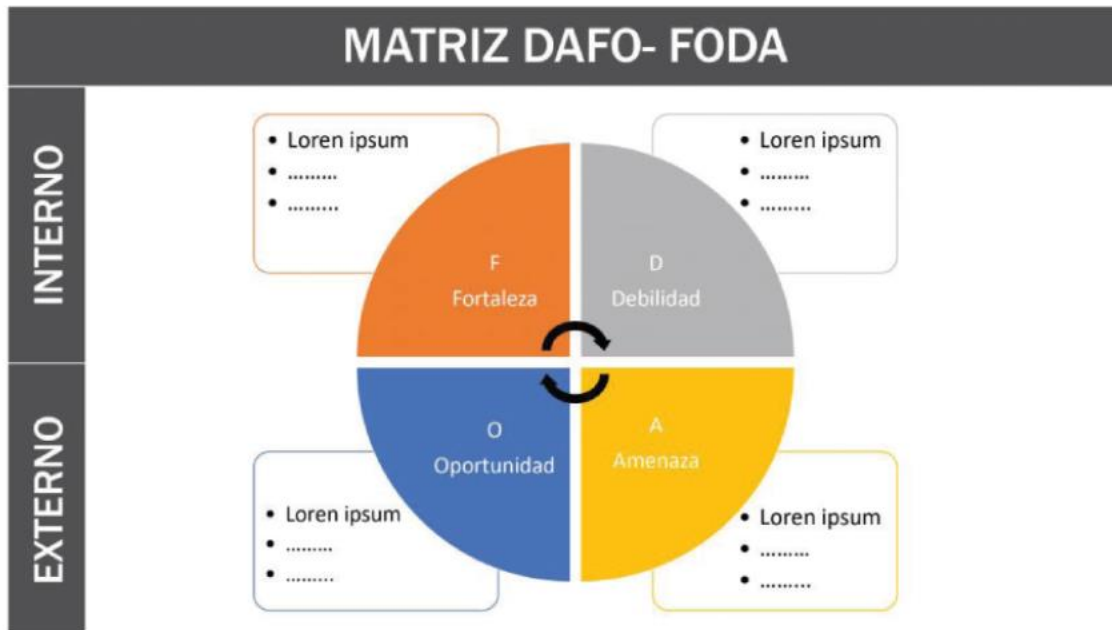 MATRIZ DAFO- FODA
INTERNO
• Loren ipsum
• .........
• .........
• Loren ipsum
• .........
• .........
F
Fortaleza
D
Debilidad
EXTERNO
O
Oportunidad
A
Amenaza
• Loren ipsum
• .........
• .........
• Loren ipsum
• .........
• .........